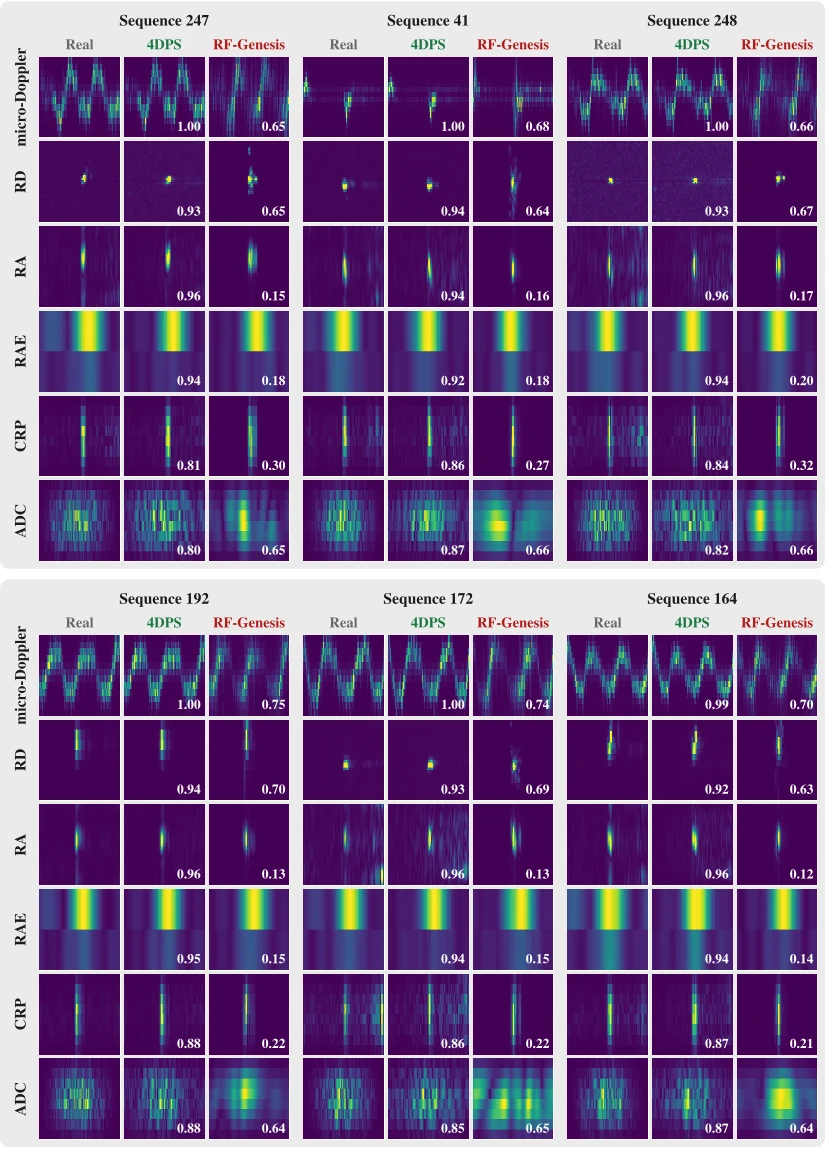 Sequence 247 Sequence 41 Sequence 248
Real 4DPS RF-Genesis Real 4DPS RF-Genesis Real 4DPS RF-Genesis
micro-Doppler 1.00 0.65 1.00 0.68 1.00 0.66
RD 0.93 0.65 0.94 0.64 0.93 0.67
RA 0.96 0.15 0.94 0.16 0.96 0.17
RAE 0.94 0.18 0.92 0.18 0.94 0.20
CRP 0.81 0.30 0.86 0.27 0.84 0.32
ADC 0.80 0.65 0.87 0.66 0.82 0.66
Sequence 192 Sequence 172 Sequence 164
Real 4DPS RF-Genesis Real 4DPS RF-Genesis Real 4DPS RF-Genesis
micro-Doppler 1.00 0.75 1.00 0.74 0.99 0.70
RD 0.94 0.70 0.93 0.69 0.92 0.63
RA 0.96 0.13 0.96 0.13 0.96 0.12
RAE 0.95 0.15 0.94 0.15 0.94 0.14
CRP 0.88 0.22 0.86 0.22 0.87 0.21
ADC 0.88 0.64 0.85 0.65 0.87 0.64